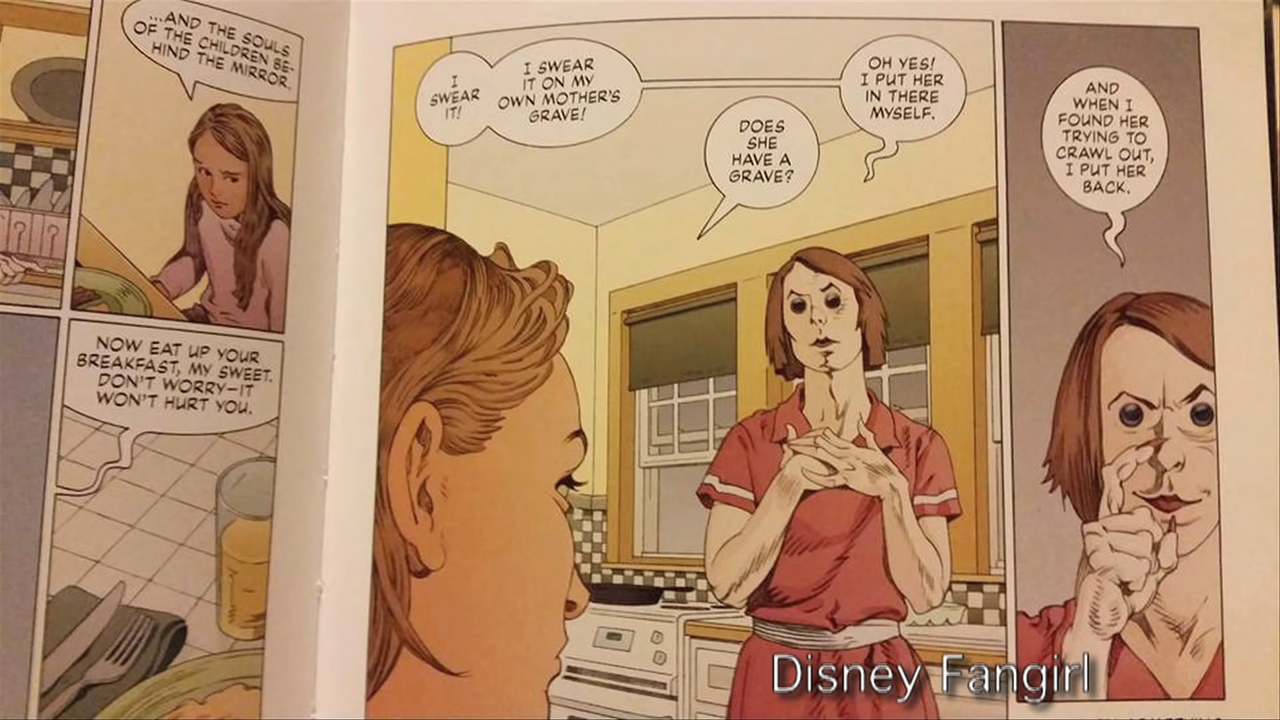 ...AND THE SOULS
OF THE CHILDREN BE-
HIND THE MIRROR.
NOW EAT UP YOUR
BREAKFAST, MY SWEET.
DON'T WORRY—IT
WON'T HURT YOU.
I
SWEAR
IT!
I SWEAR
IT ON MY
OWN MOTHER'S
GRAVE!
DOES
SHE
HAVE A
GRAVE?
OH YES!
I PUT HER
IN THERE
MYSELF.
AND
WHEN I
FOUND HER
TRYING TO
CRAWL OUT,
I PUT HER
BACK.
Disney Fangirl